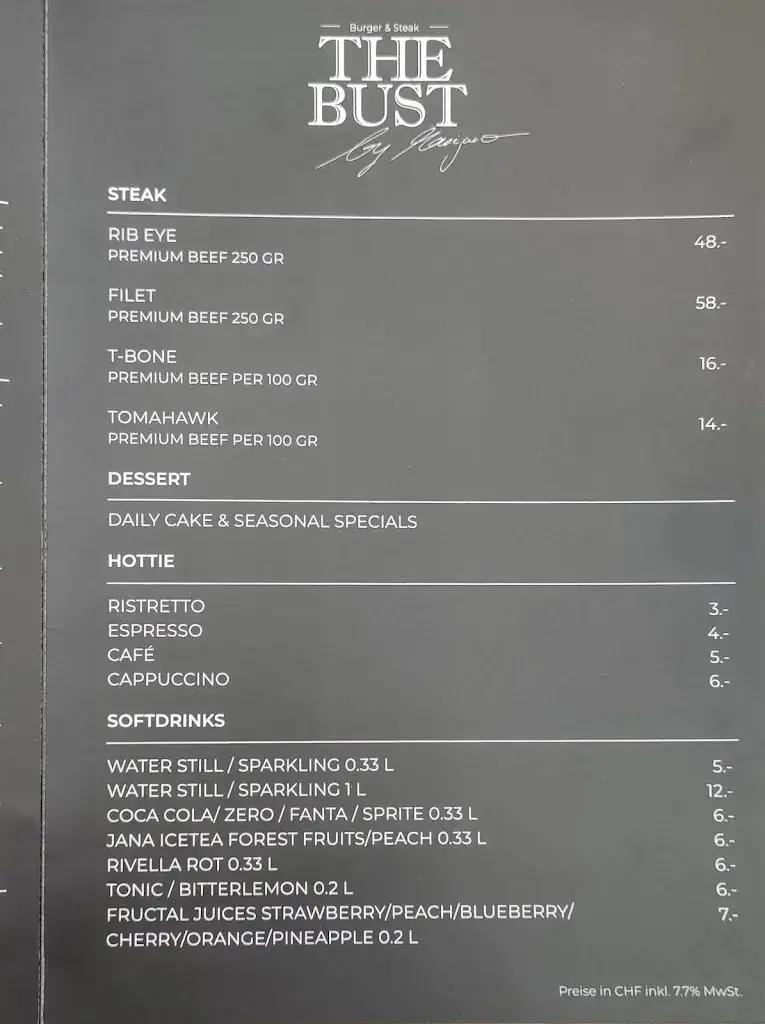 Burger & Steak
THE
BUST
by
STEAK
RIB EYE 48.-
PREMIUM BEEF 250 GR
FILET 58.-
PREMIUM BEEF 250 GR
T-BONE 16.-
PREMIUM BEEF PER 100 GR
TOMAHAWK 14.-
PREMIUM BEEF PER 100 GR
DESSERT
DAILY CAKE & SEASONAL SPECIALS
HOTTIE
RISTRETTO 3.-
ESPRESSO 4.-
CAFÉ 5.-
CAPPUCCINO 6.-
SOFTDRINKS
WATER STILL / SPARKLING 0.33 L 5.-
WATER STILL / SPARKLING 1 L 12.-
COCA COLA/ ZERO / FANTA / SPRITE 0.33 L 6.-
JANA ICETEA FOREST FRUITS/PEACH 0.33 L 6.-
RIVELLA ROT 0.33 L 6.-
TONIC / BITTERLEMON 0.2 L 6.-
FRUCTAL JUICES STRAWBERRY/PEACH/BLUEBERRY/ 7.-
CHERRY/ORANGE/PINEAPPLE 0.2 L
Preise in CHF inkl. 7.7% MwSt.